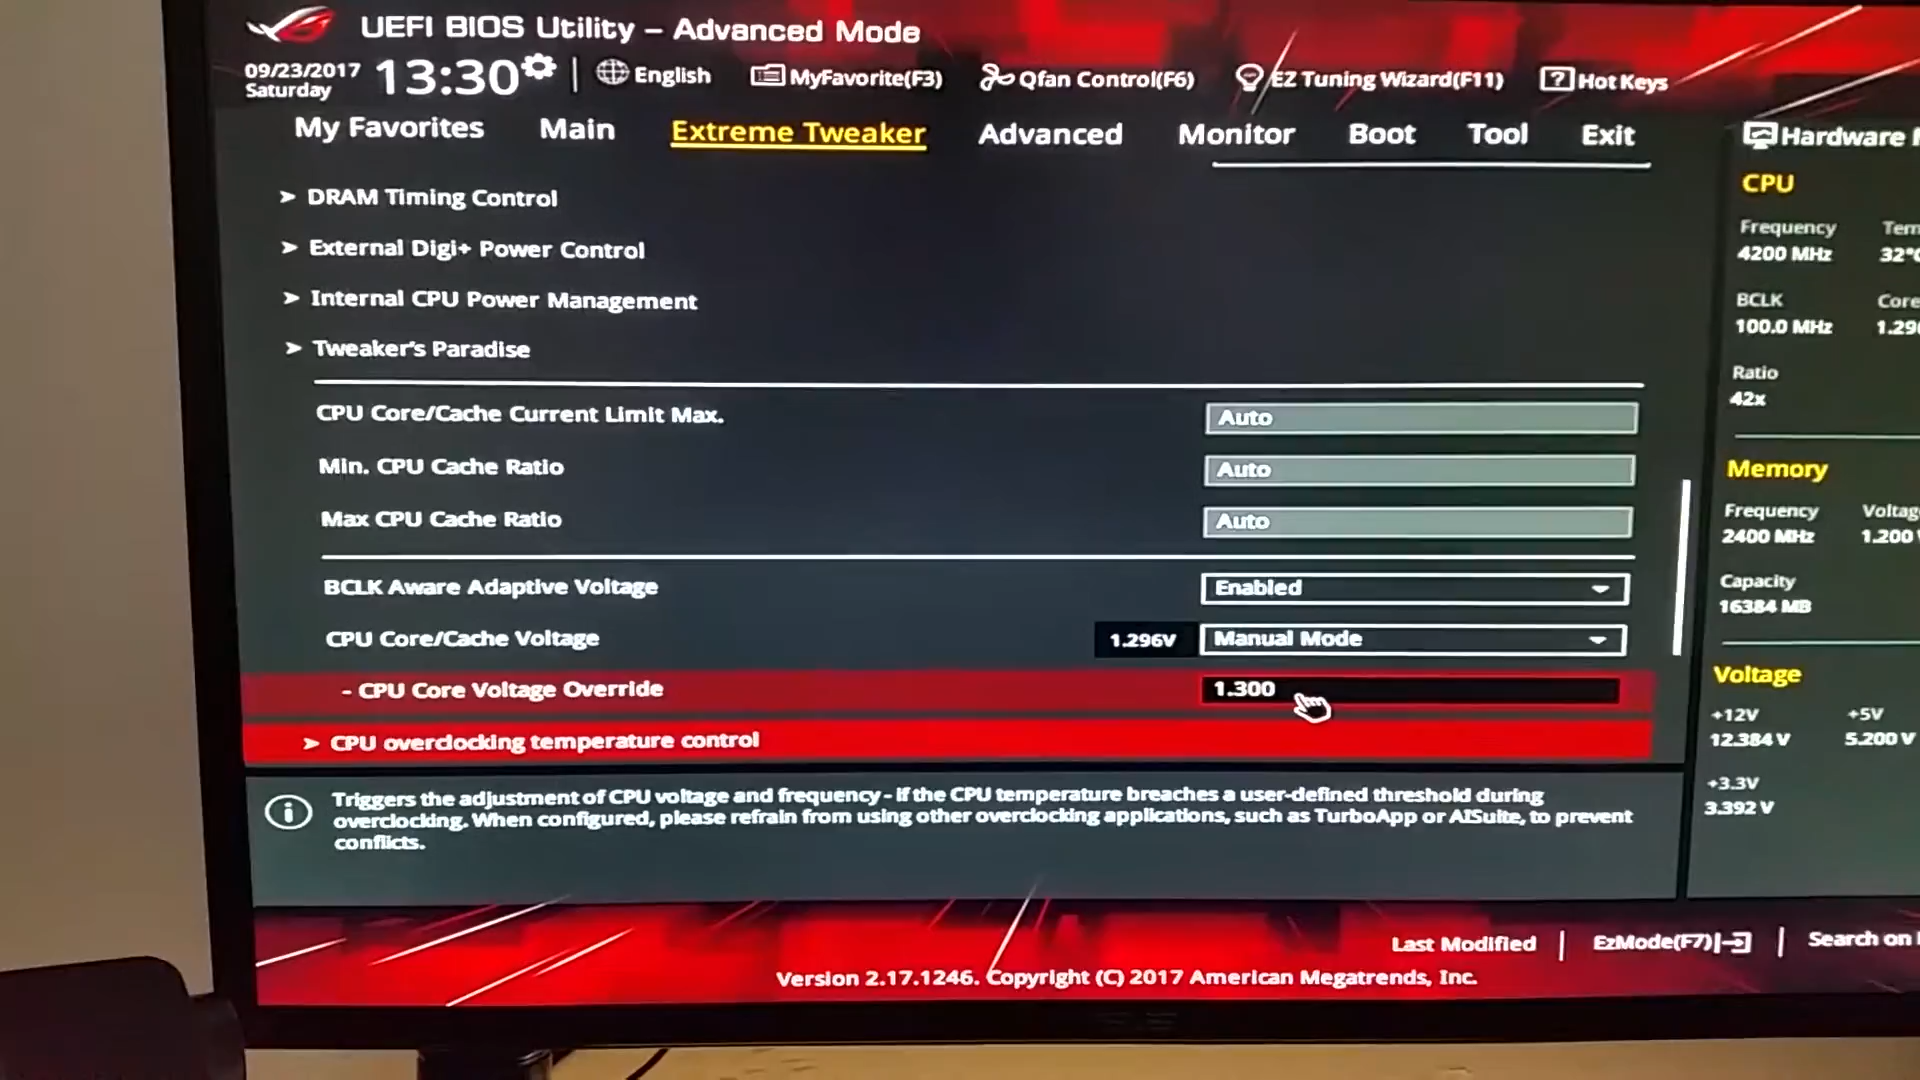 UEFI BIOS Utility – Advanced Mode
09/23/2017
Saturday
13:30
English
MyFavorite(F3)
Qfan Control(F6)
EZ Tuning Wizard(F11)
? Hot Keys
My Favorites
Main
Extreme Tweaker
Advanced
Monitor
Boot
Tool
Exit
> DRAM Timing Control
> External Digi+ Power Control
> Internal CPU Power Management
> Tweaker's Paradise
CPU Core/Cache Current Limit Max. Auto
Min. CPU Cache Ratio Auto
Max CPU Cache Ratio Auto
BCLK Aware Adaptive Voltage Enabled
CPU Core/Cache Voltage 1.296V Manual Mode
- CPU Core Voltage Override 1.300
> CPU overclocking temperature control
i Triggers the adjustment of CPU voltage and frequency - if the CPU temperature breaches a user-defined threshold during
overclocking. When configured, please refrain from using other overclocking applications, such as TurboApp or AISuite, to prevent
conflicts.
Hardware
CPU
Frequency
4200 MHz 32°
BCLK Core
100.0 MHz
Ratio
42x
Memory
Frequency
2400 MHz 1.200
Capacity
16384 MB
Voltage
+12V +5V
12.384 V 5.200 V
+3.3V
3.392 V
Last Modified
EzMode(F7)
Search on
Version 2.17.1246. Copyright (C) 2017 American Megatrends, Inc.